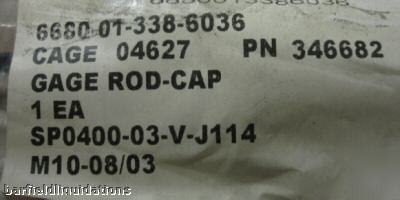 6680-01-338-6036
CAGE 04627 PN 346682
GAGE ROD-CAP
1 EA
SP0400-03-V-J114
M10-08/03
barfieldliquidations